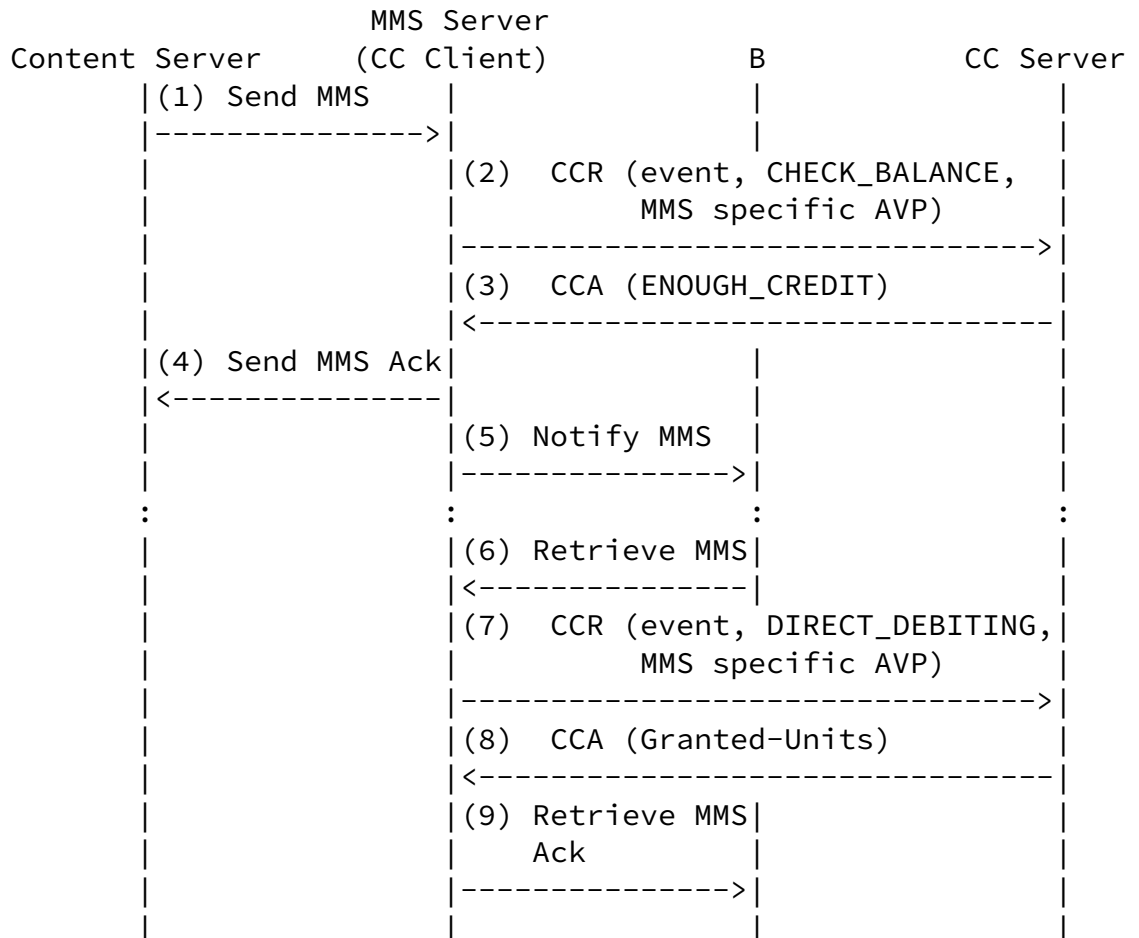 MMS Server
Content Server (CC Client) B CC Server
(1) Send MMS
(2) CCR (event, CHECK_BALANCE,
MMS specific AVP)
(3) CCA (ENOUGH_CREDIT)
(4) Send MMS Ack
(5) Notify MMS
(6) Retrieve MMS
(7) CCR (event, DIRECT_DEBITING,
MMS specific AVP)
(8) CCA (Granted-Units)
(9) Retrieve MMS
Ack